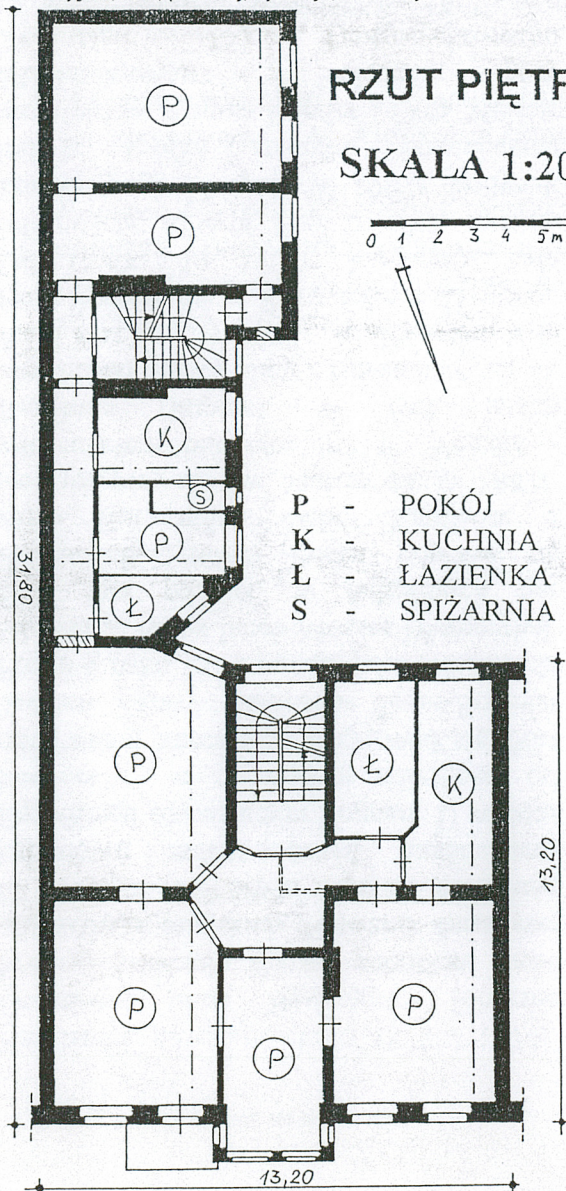 RZUT PIĘTR
SKALA 1:20
0 1 2 3 4 5m
P
P
K
S
P
Ł
P - POKÓJ
K - KUCHNIA
Ł - ŁAZIENKA
S - SPIŻARNIA
31,80
P
Ł
K
13,20
P
P
P
13,20